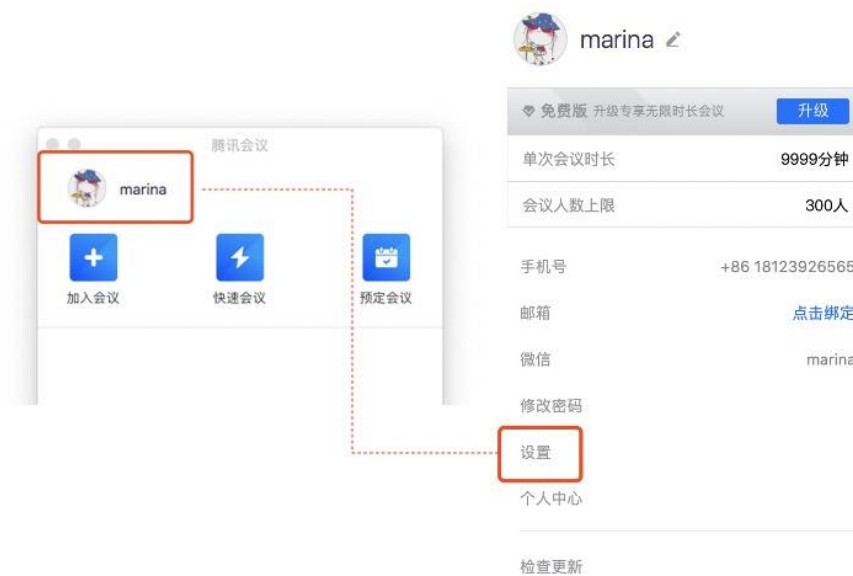 腾讯会议
marina
加入会议
快速会议
预定会议
marina
免费版 升级专享无限时长会议 升级
单次会议时长 9999分钟
会议人数上限 300人
手机号 +86 18123926565
邮箱 点击绑定
微信 marina
修改密码
设置
个人中心
检查更新